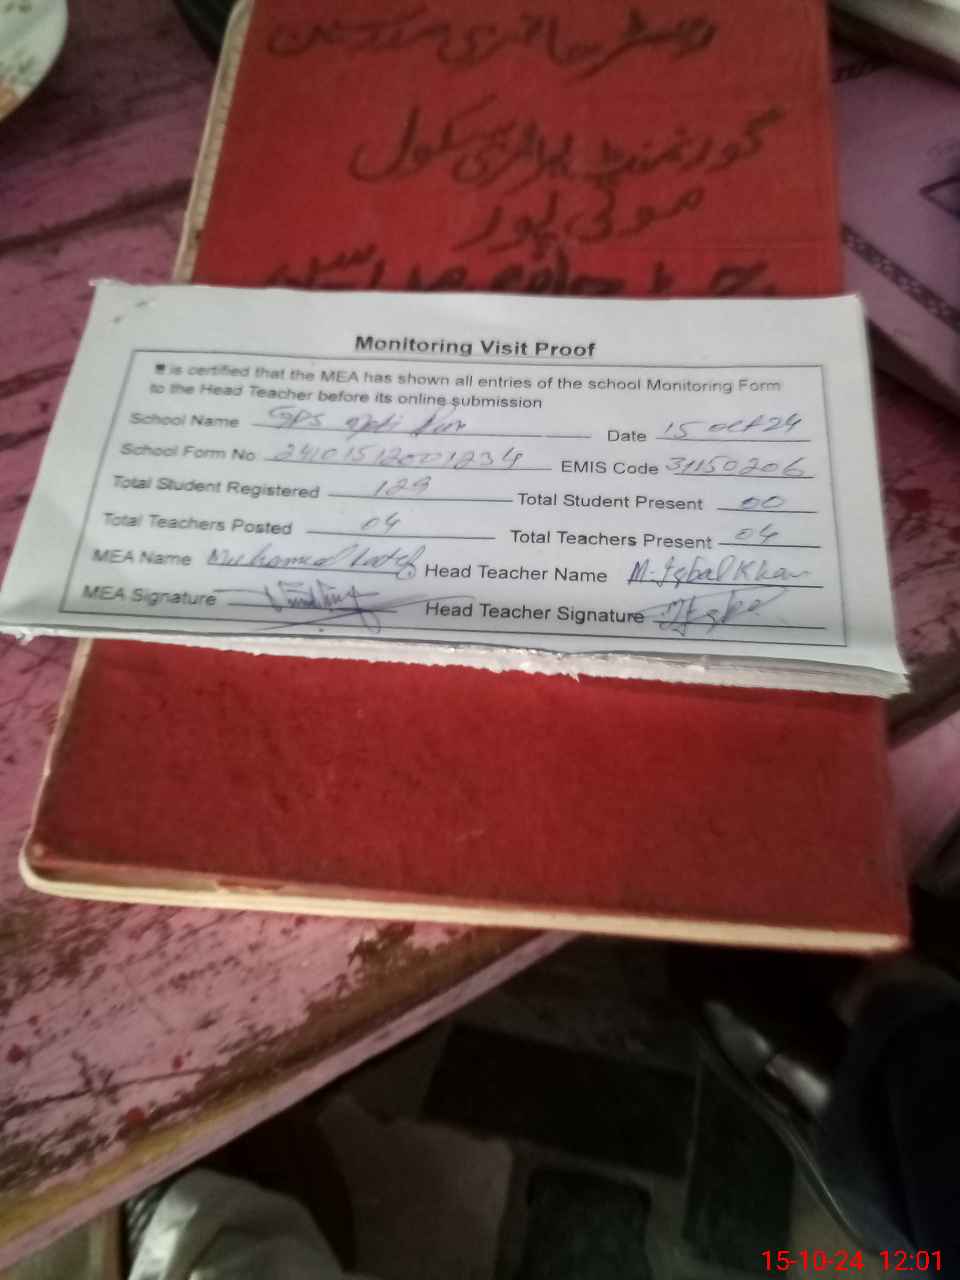 رجسٹر حاضری مدرسین
گورنمنٹ پرائمری سکول
موتی پور
Monitoring Visit Proof
is certified that the MEA has shown all entries of the school Monitoring Form
to the Head Teacher before its online submission
School Name GPS Moti Pur Date 15 oct 24
School Form No 241015120001234 EMIS Code 31150206
Total Student Registered 129 Total Student Present 00
Total Teachers Posted 04 Total Teachers Present 04
MEA Name Muhammad Head Teacher Name M. Iqbal Khan
MEA Signature Head Teacher Signature
15-10-24 12:01